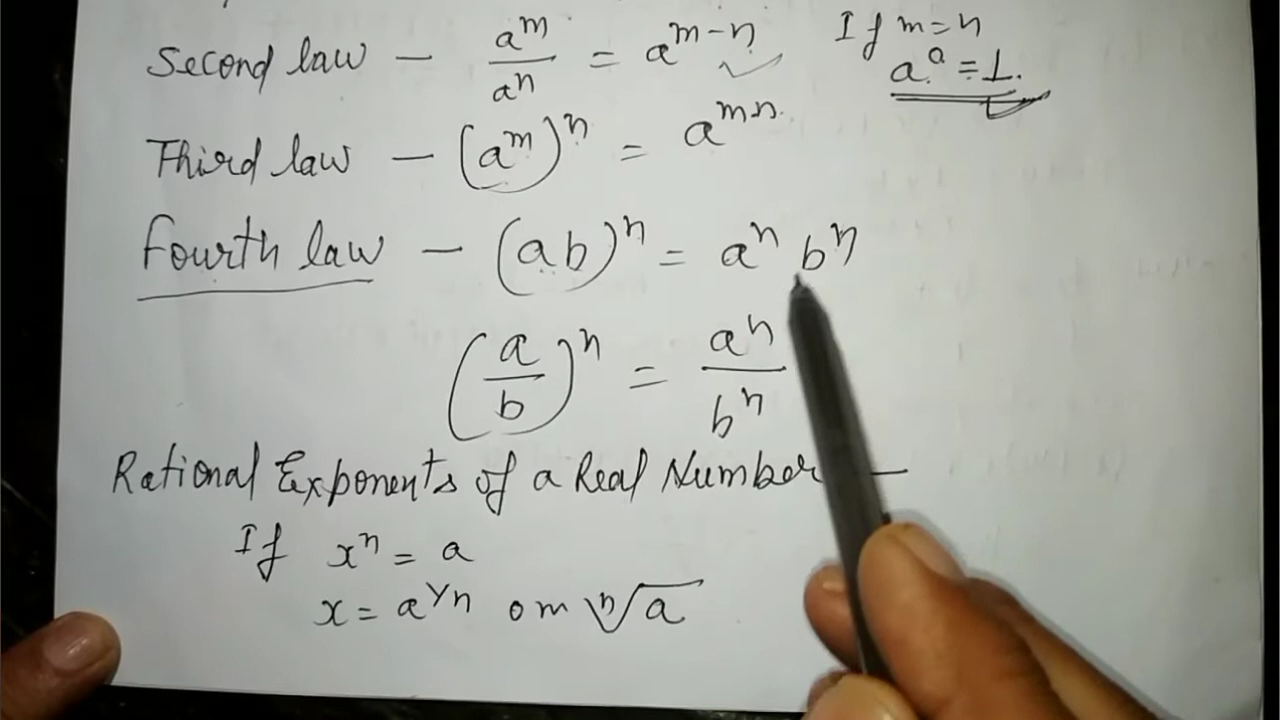 Second law — a^m / a^n = a^(m-n) If m = n
a^0 = 1.
Third law — (a^m)^n = a^(mn)
Fourth law — (ab)^n = a^n b^n
(a/b)^n = a^n / b^n
Rational Exponents of a Real Number —
If x^n = a
x = a^(1/n) or ⁿ√a